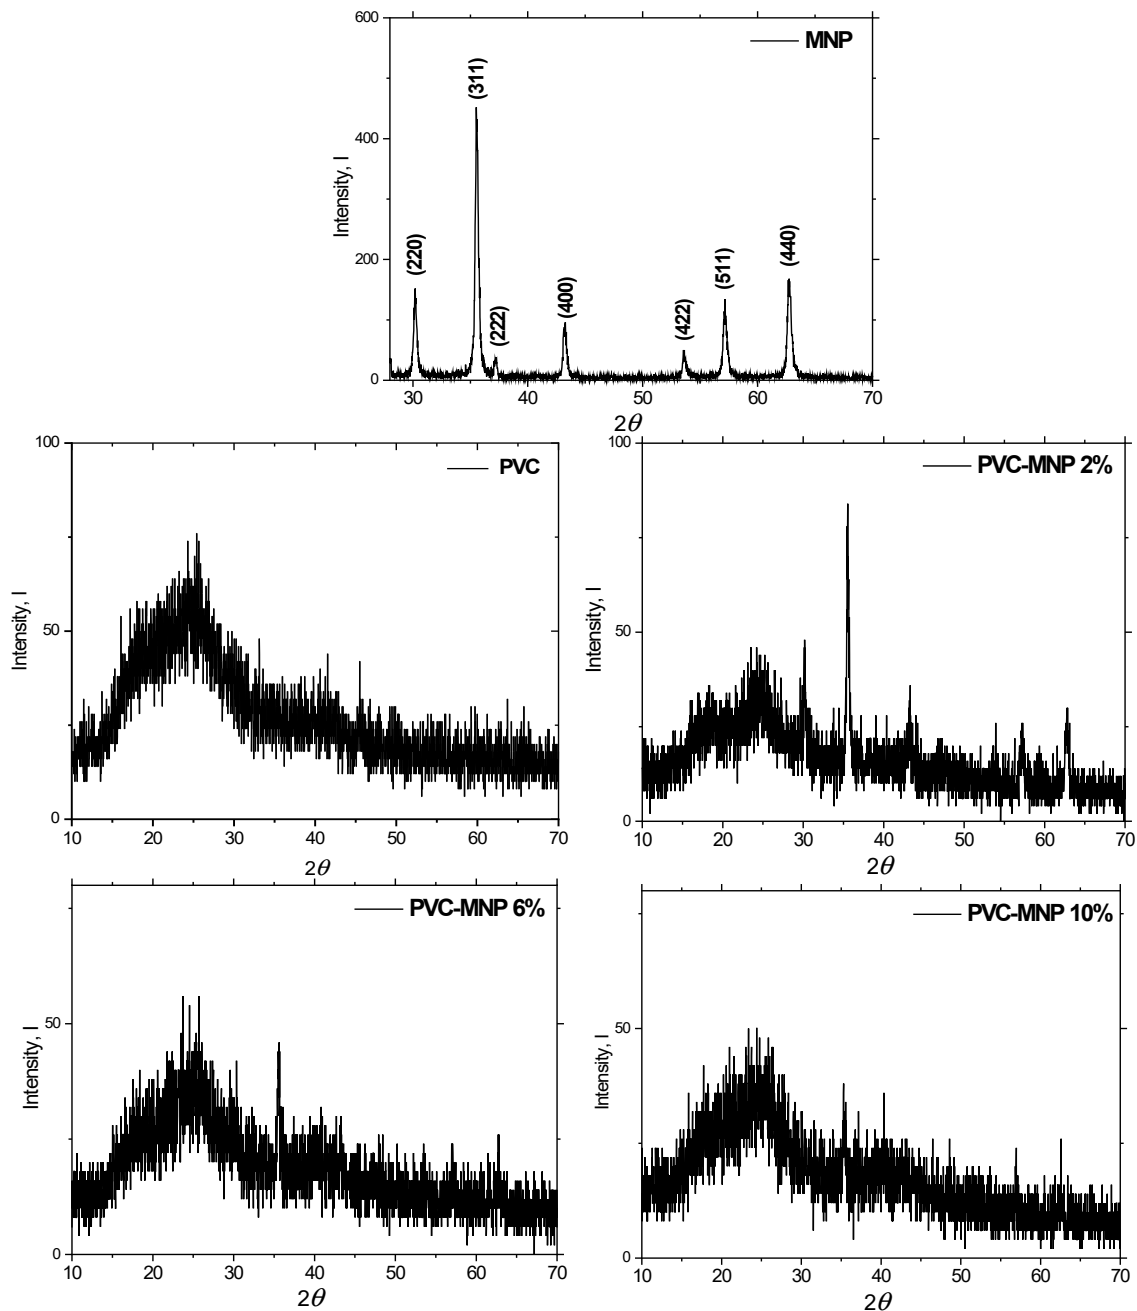 600
MNP
(311)
400
Intensity, I
(220)
(222)
(400)
(422)
(511)
(440)
200
0
30 40 50 60 70
2θ
100
PVC
Intensity, I
50
0
10 20 30 40 50 60 70
2θ
100
PVC-MNP 2%
Intensity, I
50
0
10 20 30 40 50 60 70
2θ
PVC-MNP 6%
Intensity, I
50
0
10 20 30 40 50 60 70
2θ
PVC-MNP 10%
Intensity, I
50
0
10 20 30 40 50 60 70
2θ